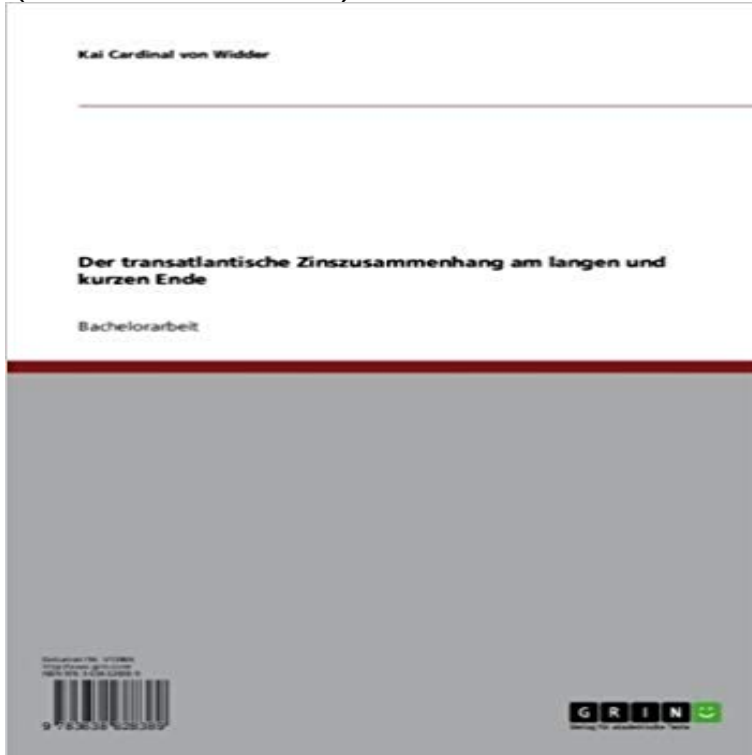 Kai Cardinal von Widder
Der transatlantische Zinszusammenhang am langen und
kurzen Ende
Bachelorarbeit
GRIN